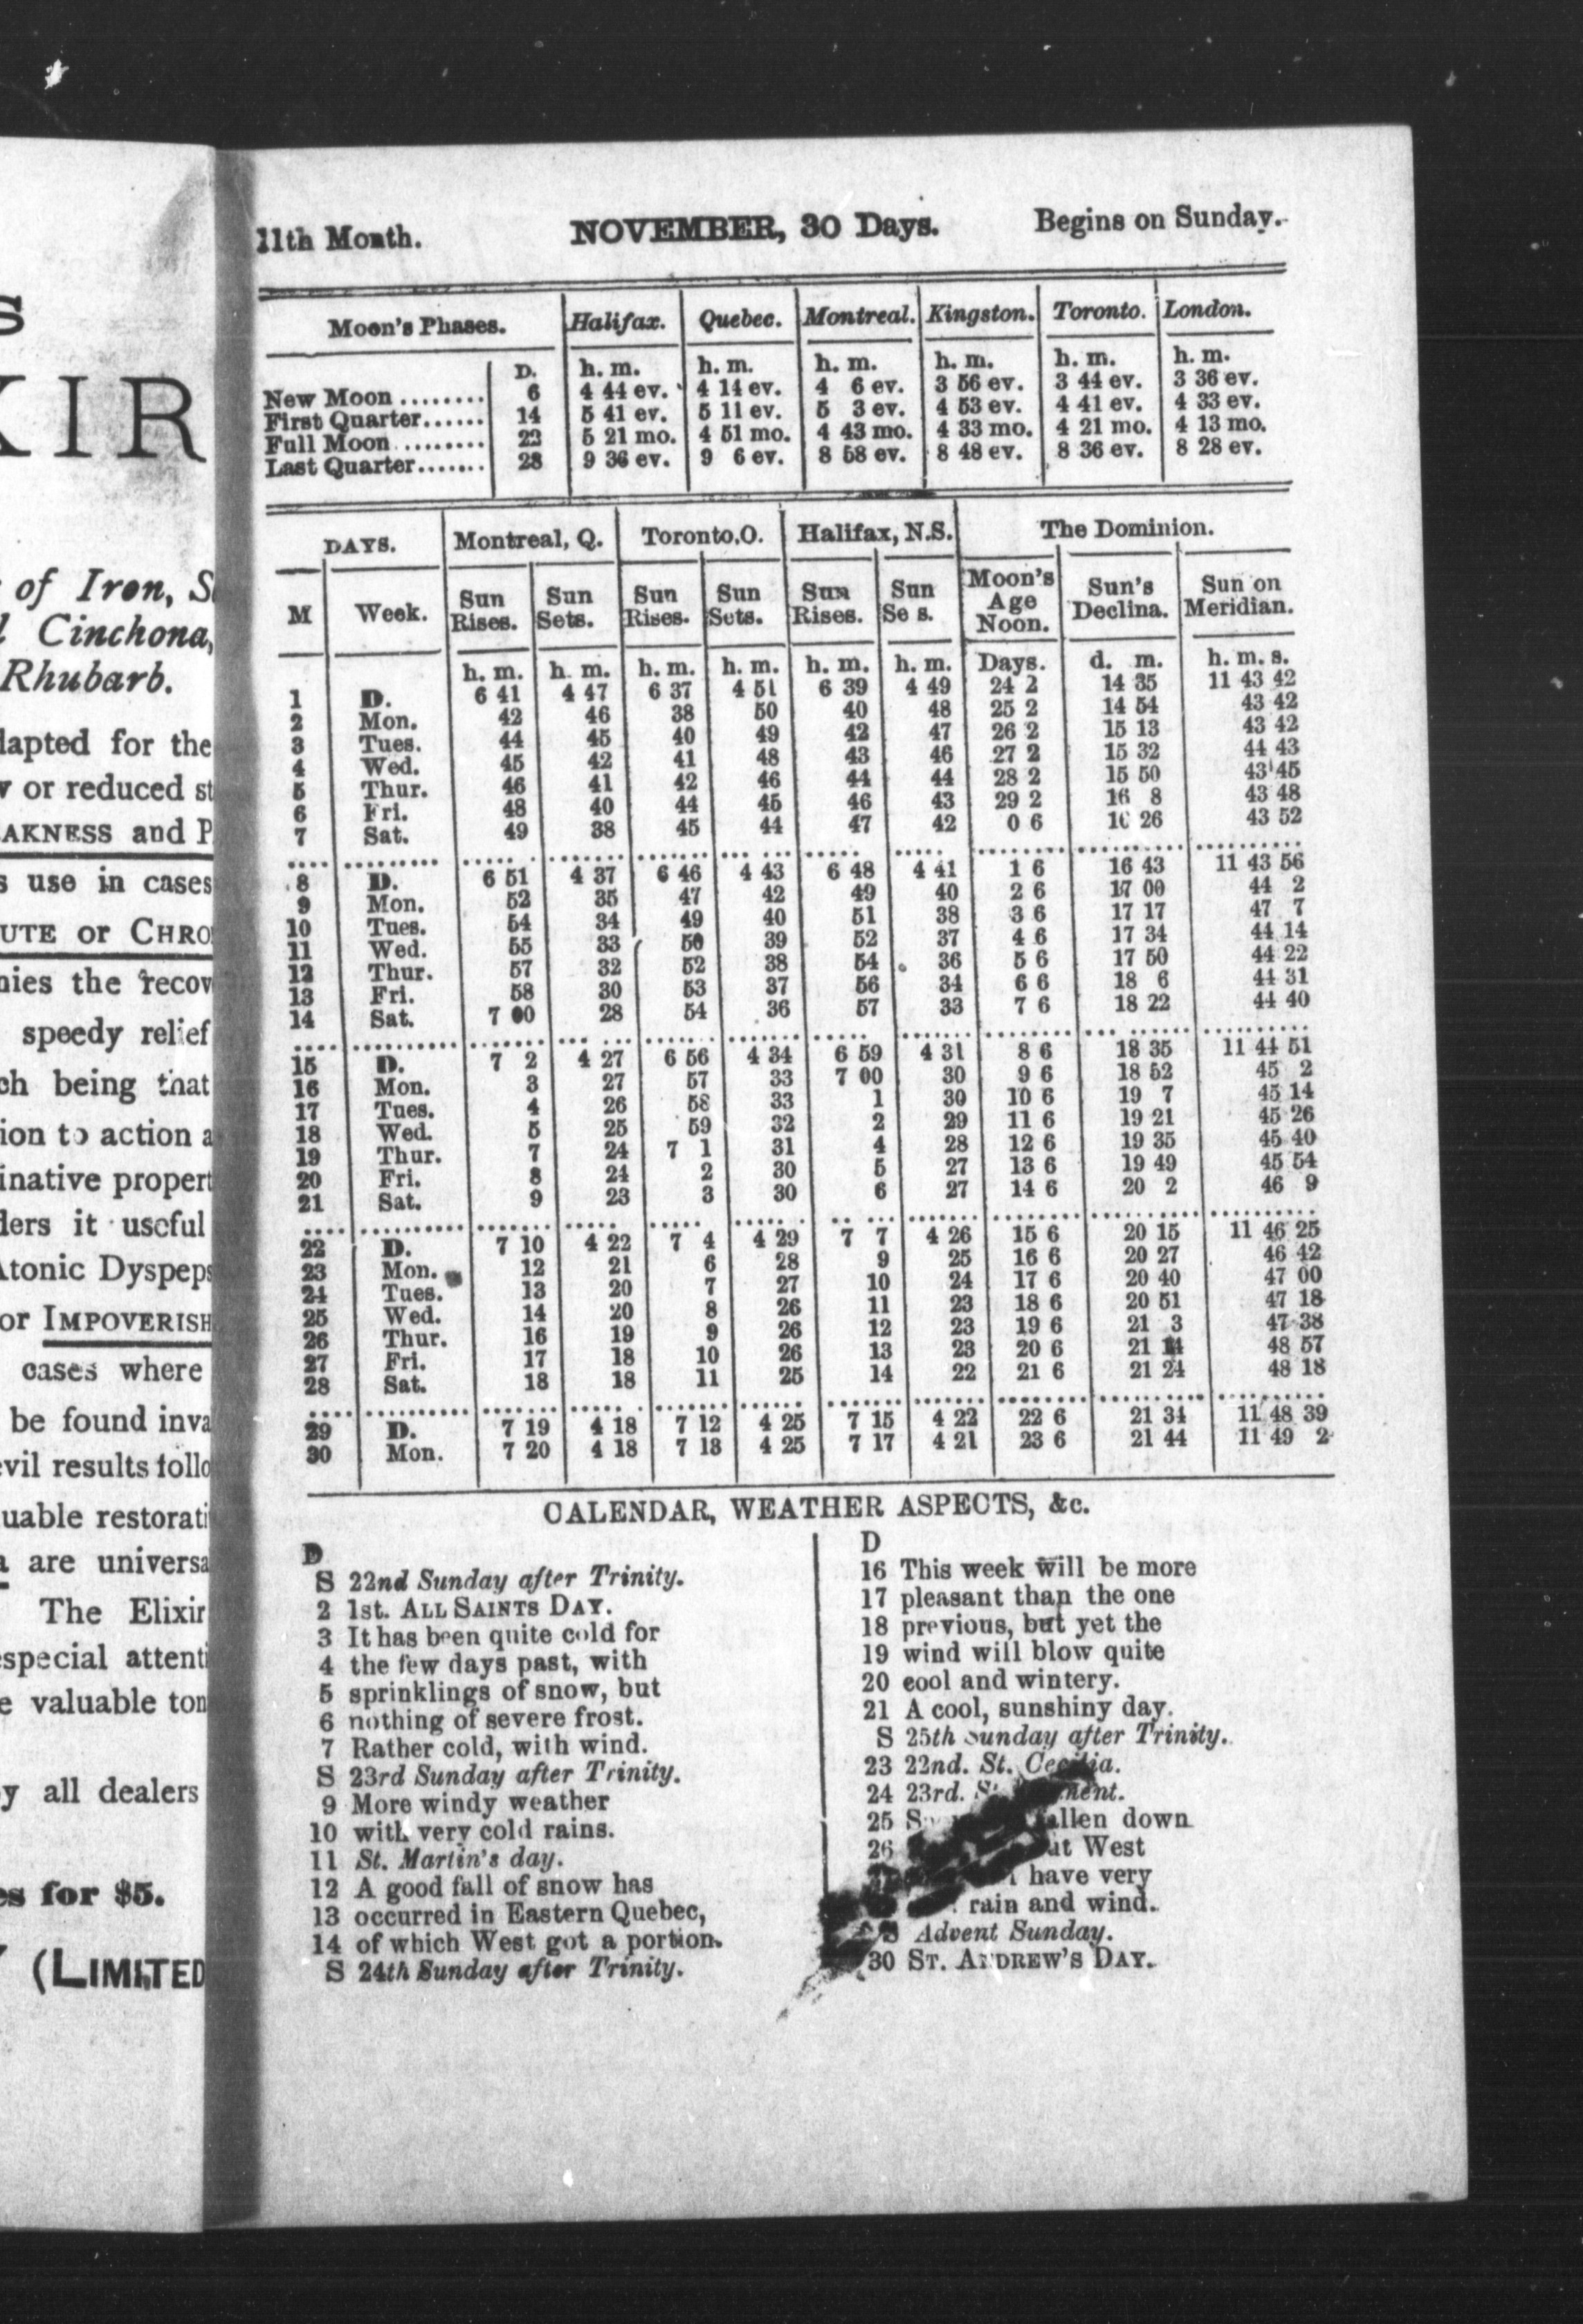 S
XIR
of Iron, S
Cinchona,
Rhubarb.
lapted for the
or reduced st
AKNESS and P
s use in cases
UTE or CHRO
nies the recov
speedy relief
ch being that
ion to action a
inative propert
ders it useful
Atonic Dyspeps
or IMPOVERISH
cases where
be found inva
evil results follo
uable restorati
are universa
The Elixir
special attenti
e valuable ton
y all dealers
es for $5.
(LIMITED
11th Month. NOVEMBER, 30 Days. Begins on Sunday.
Moon's Phases. Halifax. Quebec. Montreal. Kingston. Toronto. London.
D. h. m. h. m. h. m. h. m. h. m. h. m.
New Moon ........ 6 4 44 ev. 4 14 ev. 4 6 ev. 3 56 ev. 3 44 ev. 3 36 ev.
First Quarter...... 14 5 41 ev. 5 11 ev. 5 3 ev. 4 53 ev. 4 41 ev. 4 33 ev.
Full Moon ......... 22 5 21 mo. 4 51 mo. 4 43 mo. 4 33 mo. 4 21 mo. 4 13 mo.
Last Quarter....... 28 9 36 ev. 9 6 ev. 8 58 ev. 8 48 ev. 8 36 ev. 8 28 ev.
DAYS. Montreal, Q. Toronto,O. Halifax, N.S. The Dominion.
M Week. Sun Rises. Sun Sets. Sun Rises. Sun Sets. Sun Rises. Sun Se s. Moon's Age Noon. Sun's Declina. Sun on Meridian.
h. m. h. m. h. m. h. m. h. m. h. m. Days. d. m. h. m. s.
1 D. 6 41 4 47 6 37 4 51 6 39 4 49 24 2 14 35 11 43 42
2 Mon. 42 46 38 50 40 48 25 2 14 54 43 42
3 Tues. 44 45 40 49 42 47 26 2 15 13 43 42
4 Wed. 45 42 41 48 43 46 27 2 15 32 44 43
5 Thur. 46 41 42 46 44 44 28 2 15 50 43 45
6 Fri. 48 40 44 45 46 43 29 2 16 8 43 48
7 Sat. 49 38 45 44 47 42 0 6 16 26 43 52
8 D. 6 51 4 37 6 46 4 43 6 48 4 41 1 6 16 43 11 43 56
9 Mon. 52 35 47 42 49 40 2 6 17 00 44 2
10 Tues. 54 34 49 40 51 38 3 6 17 17 47 7
11 Wed. 55 33 50 39 52 37 4 6 17 34 44 14
12 Thur. 57 32 52 38 54 36 5 6 17 50 44 22
13 Fri. 58 30 53 37 56 34 6 6 18 6 44 31
14 Sat. 7 00 28 54 36 57 33 7 6 18 22 44 40
15 D. 7 2 4 27 6 56 4 34 6 59 4 31 8 6 18 35 11 44 51
16 Mon. 3 27 57 33 7 00 30 9 6 18 52 45 2
17 Tues. 4 26 58 33 1 30 10 6 19 7 45 14
18 Wed. 5 25 59 32 2 29 11 6 19 21 45 26
19 Thur. 7 24 7 1 31 4 28 12 6 19 35 45 40
20 Fri. 8 24 2 30 5 27 13 6 19 49 45 54
21 Sat. 9 23 3 30 6 27 14 6 20 2 46 9
22 D. 7 10 4 22 7 4 4 29 7 7 4 26 15 6 20 15 11 46 25
23 Mon. 12 21 6 28 9 25 16 6 20 27 46 42
24 Tues. 13 20 7 27 10 24 17 6 20 40 47 00
25 Wed. 14 20 8 26 11 23 18 6 20 51 47 18
26 Thur. 16 19 9 26 12 23 19 6 21 3 47 38
27 Fri. 17 18 10 26 13 23 20 6 21 14 48 57
28 Sat. 18 18 11 25 14 22 21 6 21 24 48 18
29 D. 7 19 4 18 7 12 4 25 7 15 4 22 22 6 21 34 11 48 39
30 Mon. 7 20 4 18 7 13 4 25 7 17 4 21 23 6 21 44 11 49 2
CALENDAR, WEATHER ASPECTS, &c.
D
S 22nd Sunday after Trinity.
2 1st. ALL SAINTS DAY.
3 It has been quite cold for
4 the few days past, with
5 sprinklings of snow, but
6 nothing of severe frost.
7 Rather cold, with wind.
S 23rd Sunday after Trinity.
9 More windy weather
10 with very cold rains.
11 St. Martin's day.
12 A good fall of snow has
13 occurred in Eastern Quebec,
14 of which West got a portion.
S 24th Sunday after Trinity.
D
16 This week will be more
17 pleasant than the one
18 previous, but yet the
19 wind will blow quite
20 cool and wintery.
21 A cool, sunshiny day.
S 25th Sunday after Trinity.
23 22nd. St. Cecilia.
24 23rd.
25 fallen down
26 West
have very
rain and wind.
S Advent Sunday.
30 ST. ANDREW'S DAY.